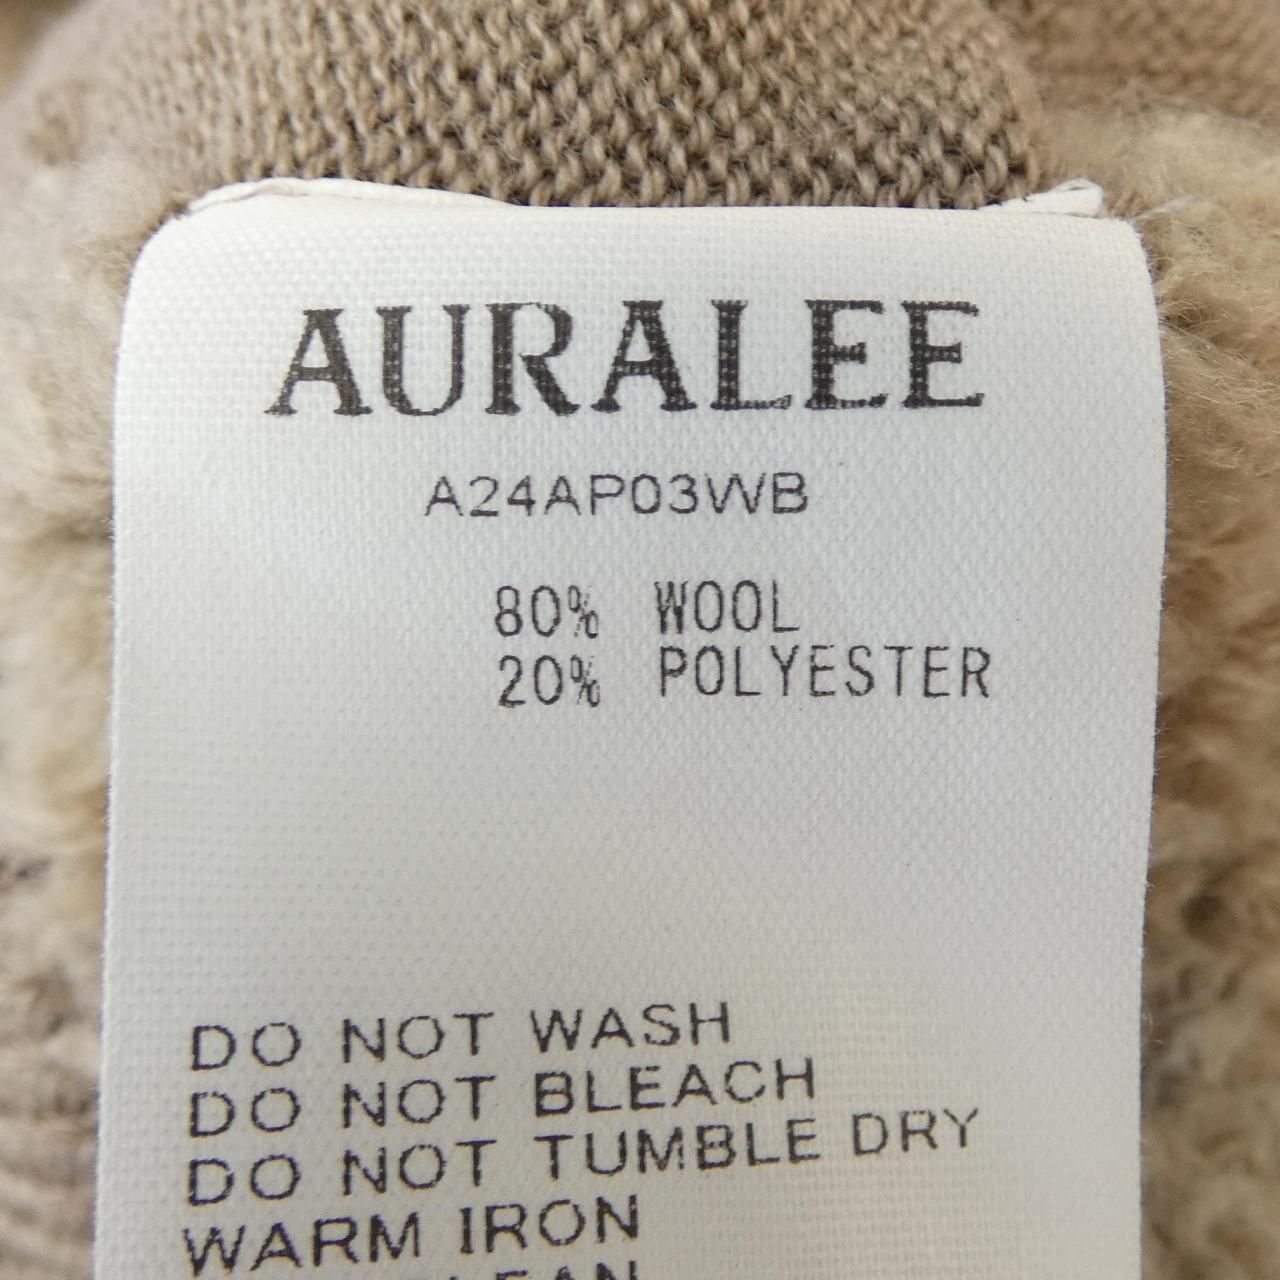 AURALEE
A24AP03WB
80% WOOL
20% POLYESTER
DO NOT WASH
DO NOT BLEACH
DO NOT TUMBLE DRY
WARM IRON